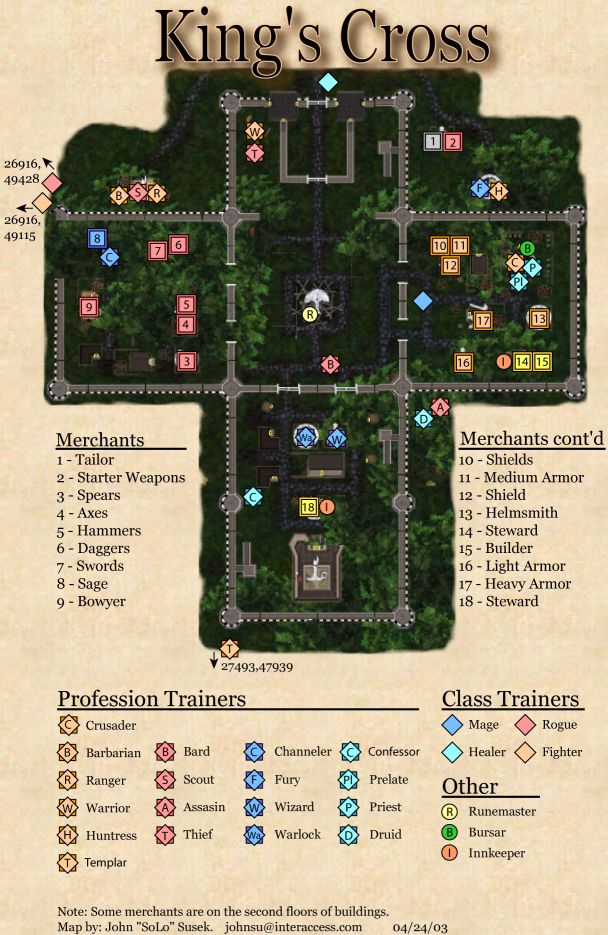 King's Cross
1
2
W
T
26916,
49428
B
S
R
F
H
26916,
49115
8
C
7
6
10
11
12
B
C
P
Pl
9
5
4
R
17
13
3
B
16
I
14
15
D
A
Wa
W
C
18
I
T
27493,47939
Merchants
1 - Tailor
2 - Starter Weapons
3 - Spears
4 - Axes
5 - Hammers
6 - Daggers
7 - Swords
8 - Sage
9 - Bowyer
Merchants cont'd
10 - Shields
11 - Medium Armor
12 - Shield
13 - Helmsmith
14 - Steward
15 - Builder
16 - Light Armor
17 - Heavy Armor
18 - Steward
Profession Trainers
C Crusader
B Barbarian B Bard C Channeler C Confessor
R Ranger S Scout F Fury Pl Prelate
W Warrior A Assasin W Wizard P Priest
H Huntress T Thief Wa Warlock D Druid
T Templar
Class Trainers
Mage Rogue
Healer Fighter
Other
R Runemaster
B Bursar
I Innkeeper
Note: Some merchants are on the second floors of buildings.
Map by: John "SoLo" Susek. johnsu@interaccess.com 04/24/03